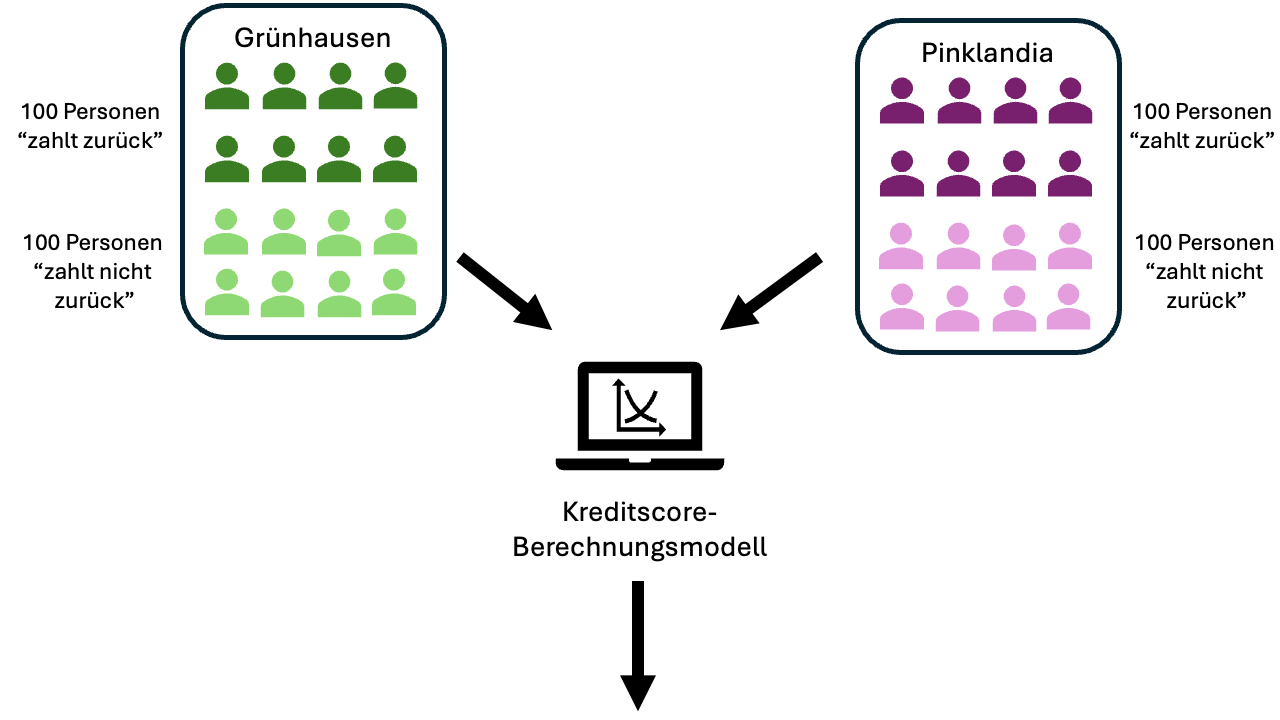 Grünhausen
100 Personen
“zahlt zurück”
100 Personen
“zahlt nicht
zurück”
Pinklandia
100 Personen
“zahlt zurück”
100 Personen
“zahlt nicht
zurück”
Kreditscore-
Berechnungsmodell